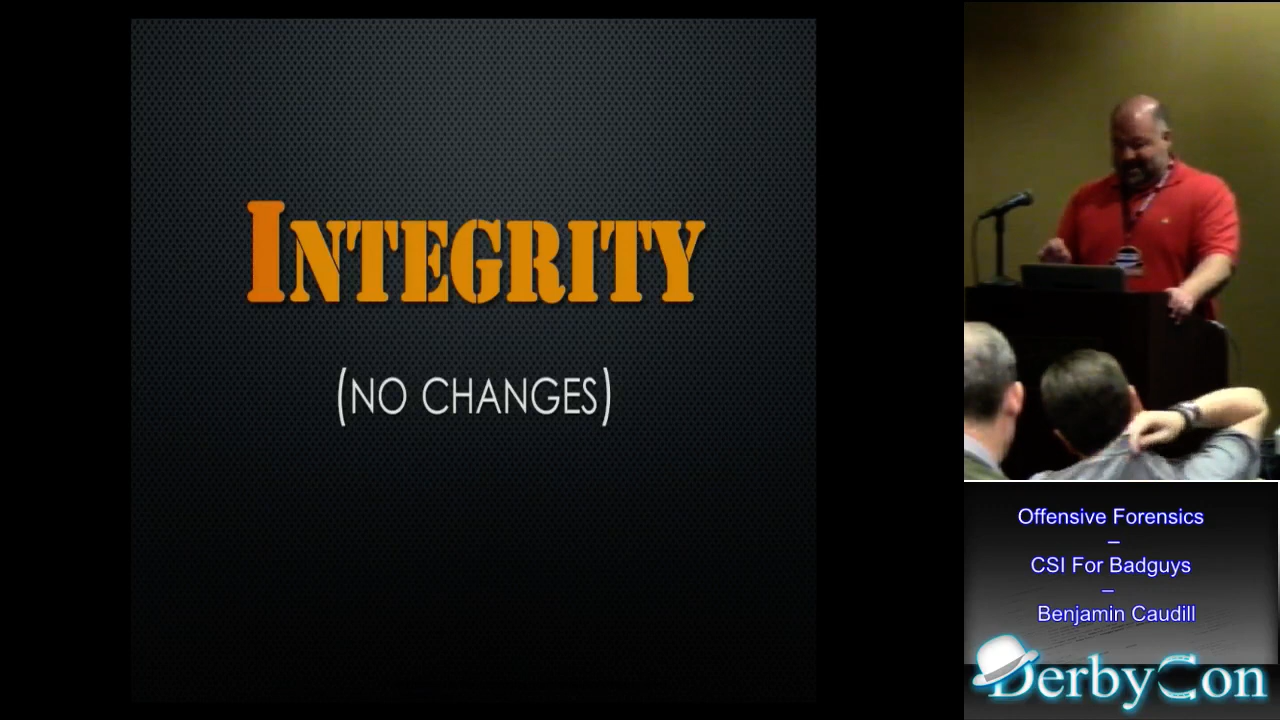 INTEGRITY
(NO CHANGES)
Offensive Forensics
–
CSI For Badguys
–
Benjamin Caudill
DerbyCon